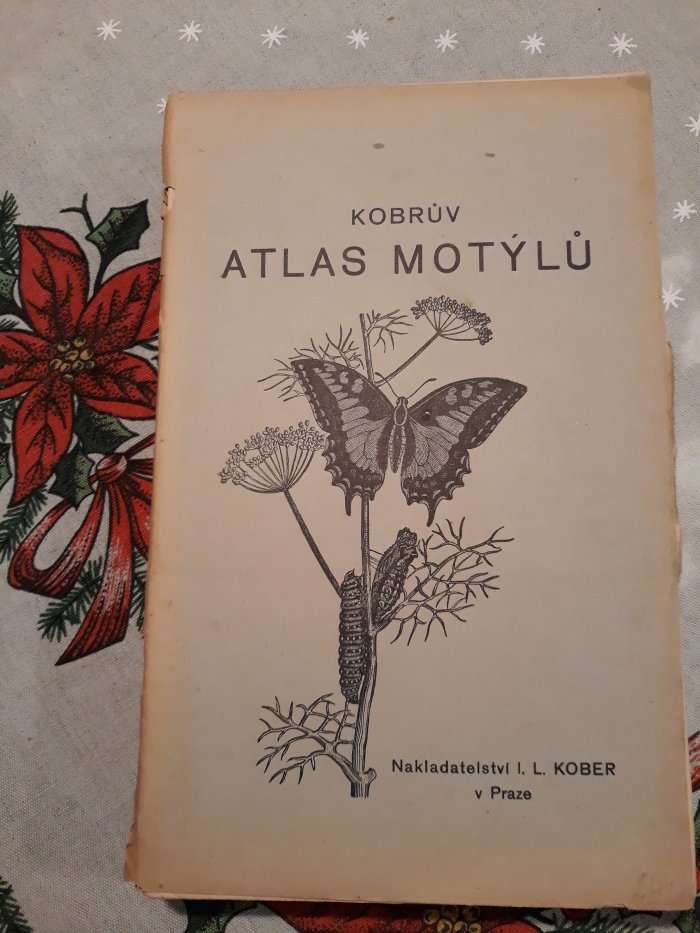 KOBRŮV
ATLAS MOTÝLŮ
Nakladatelství I. L. KOBER
v Praze